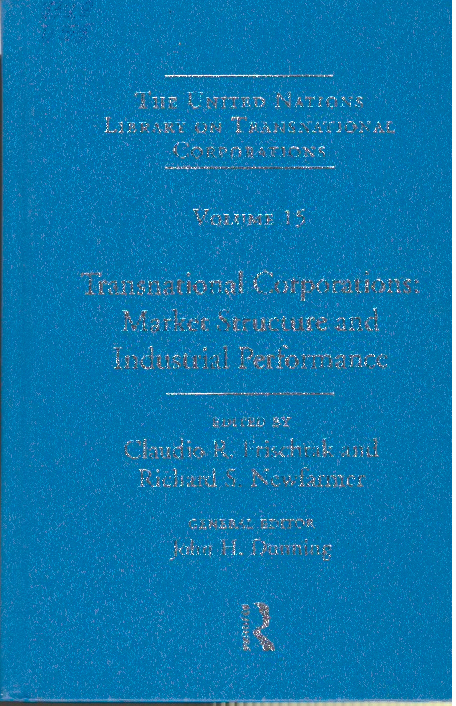 THE UNITED NATIONS
LIBRARY ON TRANSNATIONAL
CORPORATIONS
VOLUME 15
Transnational Corporations:
Market Structure and
Industrial Performance
EDITED BY
Claudio R. Frischtak and
Richard S. Newfarmer
GENERAL EDITOR
John H. Dunning
R